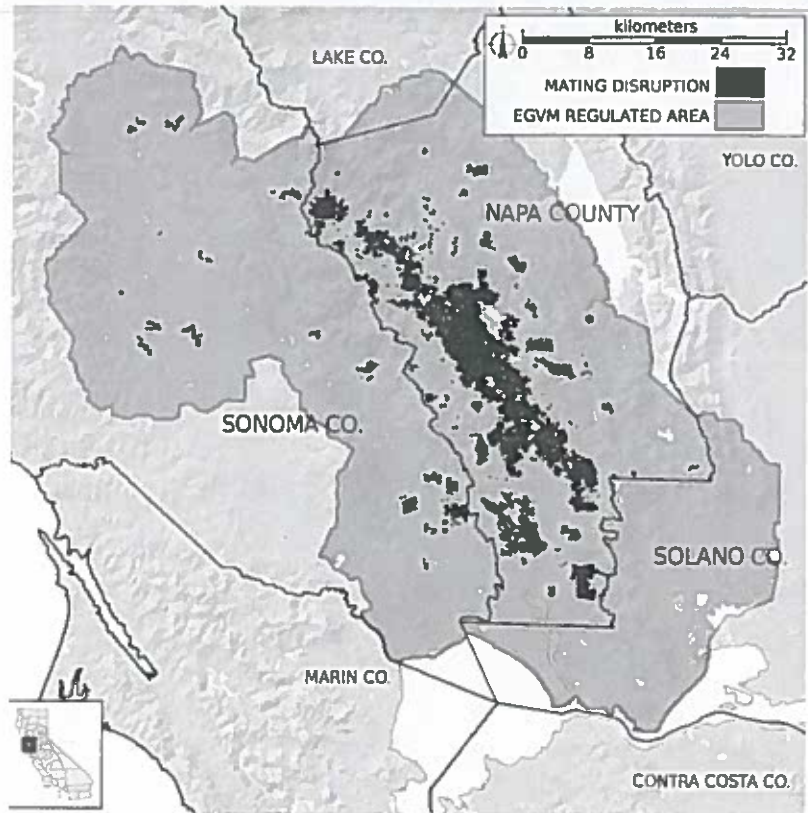 LAKE CO.
kilometers
0 8 16 24 32
MATING DISRUPTION
EGVM REGULATED AREA
YOLO CO.
NAPA COUNTY
SONOMA CO.
SOLANO CO.
MARIN CO.
CONTRA COSTA CO.